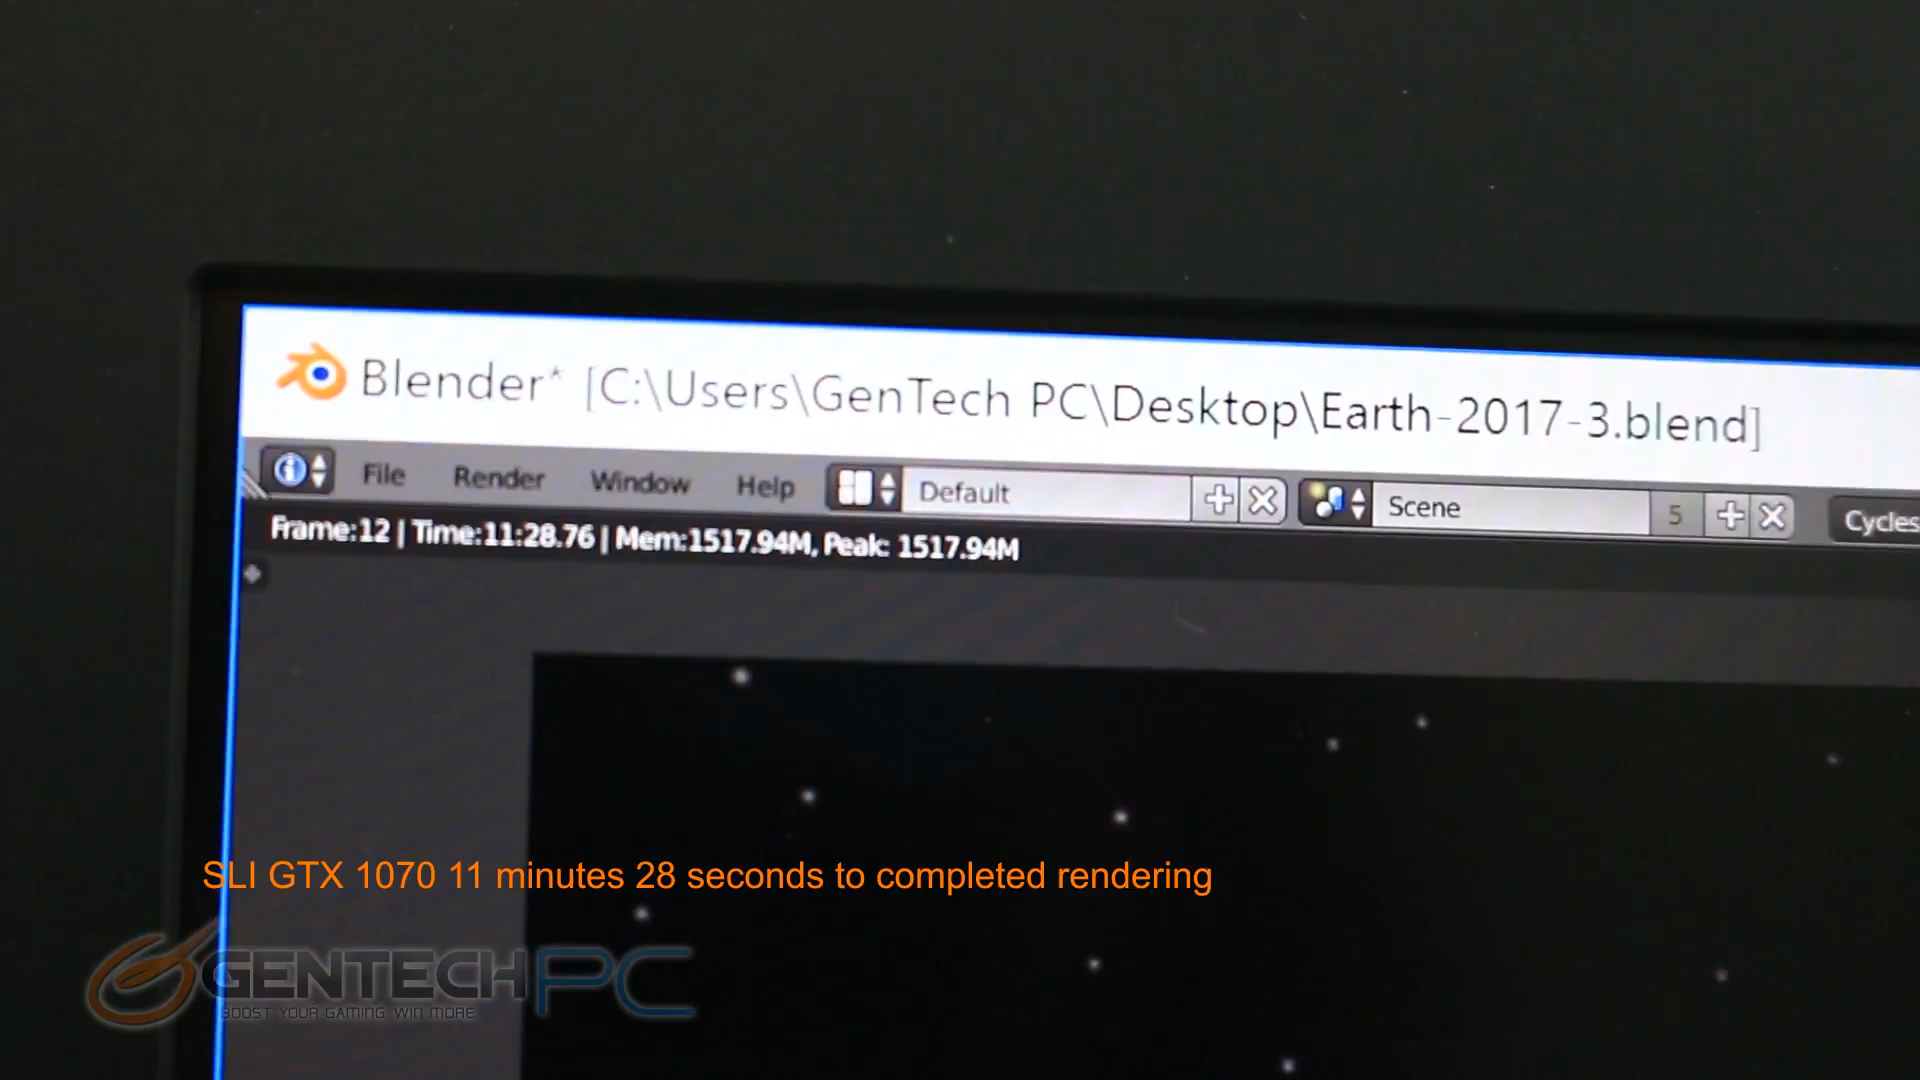 Blender* [C:\Users\GenTech PC\Desktop\Earth-2017-3.blend]
File Render Window Help Default Scene 5 Cycles
Frame:12 | Time:11:28.76 | Mem:1517.94M, Peak: 1517.94M
SLI GTX 1070 11 minutes 28 seconds to completed rendering
GENTECH PC
BOOST YOUR GAMING. WIN MORE